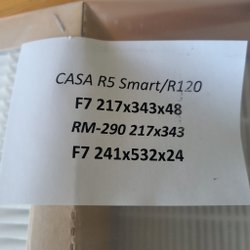 CASA R5 Smart/R120
F7 217x343x48
RM-290 217x343
F7 241x532x24